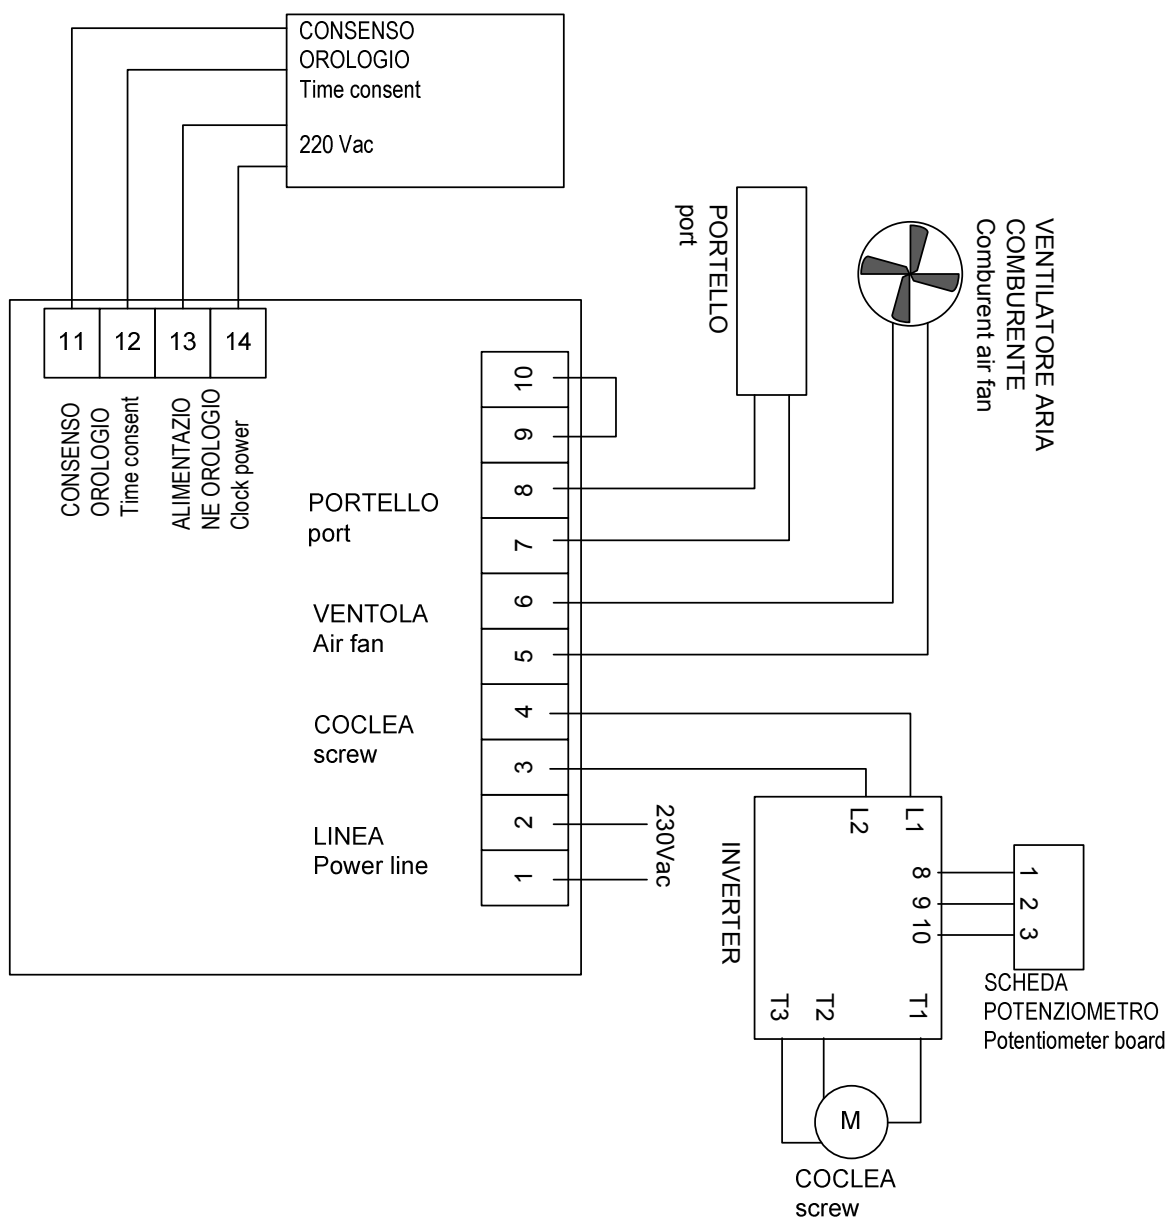 CONSENSO
OROLOGIO
Time consent
220 Vac
11 12 13 14
CONSENSO
OROLOGIO
Time consent
ALIMENTAZIO
NE OROLOGIO
Clock power
PORTELLO
port
VENTILATORE ARIA
COMBURENTE
Comburent air fan
10
9
8
7
6
5
4
3
2
1
PORTELLO
port
VENTOLA
Air fan
COCLEA
screw
LINEA
Power line
230Vac
INVERTER
L2 L1
8
9
10
T3 T2 T1
1
2
3
SCHEDA
POTENZIOMETRO
Potentiometer board
M
COCLEA
screw